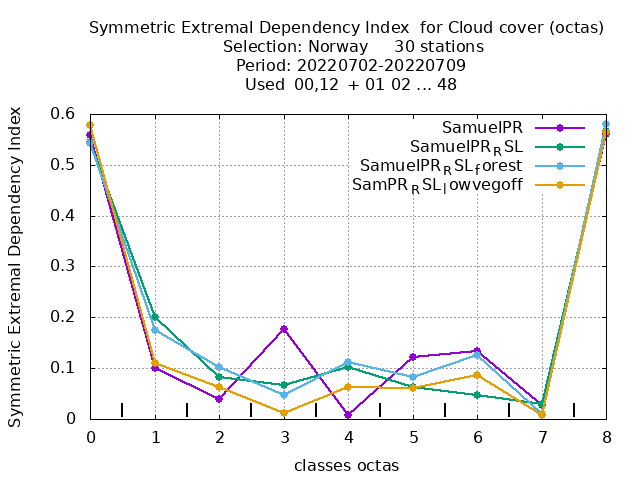 Symmetric Extremal Dependency Index  for Cloud cover (octas)
Selection: Norway     30 stations
Period: 20220702-20220709
Used  00,12  + 01 02 ... 48
Symmetric Extremal Dependency Index
0.6
0.5
0.4
0.3
0.2
0.1
0
SamuelPR
SamuelPR_RSL
SamuelPR_RSL_forest
SamPR_RSL_lowvegoff
0 1 2 3 4 5 6 7 8
classes octas